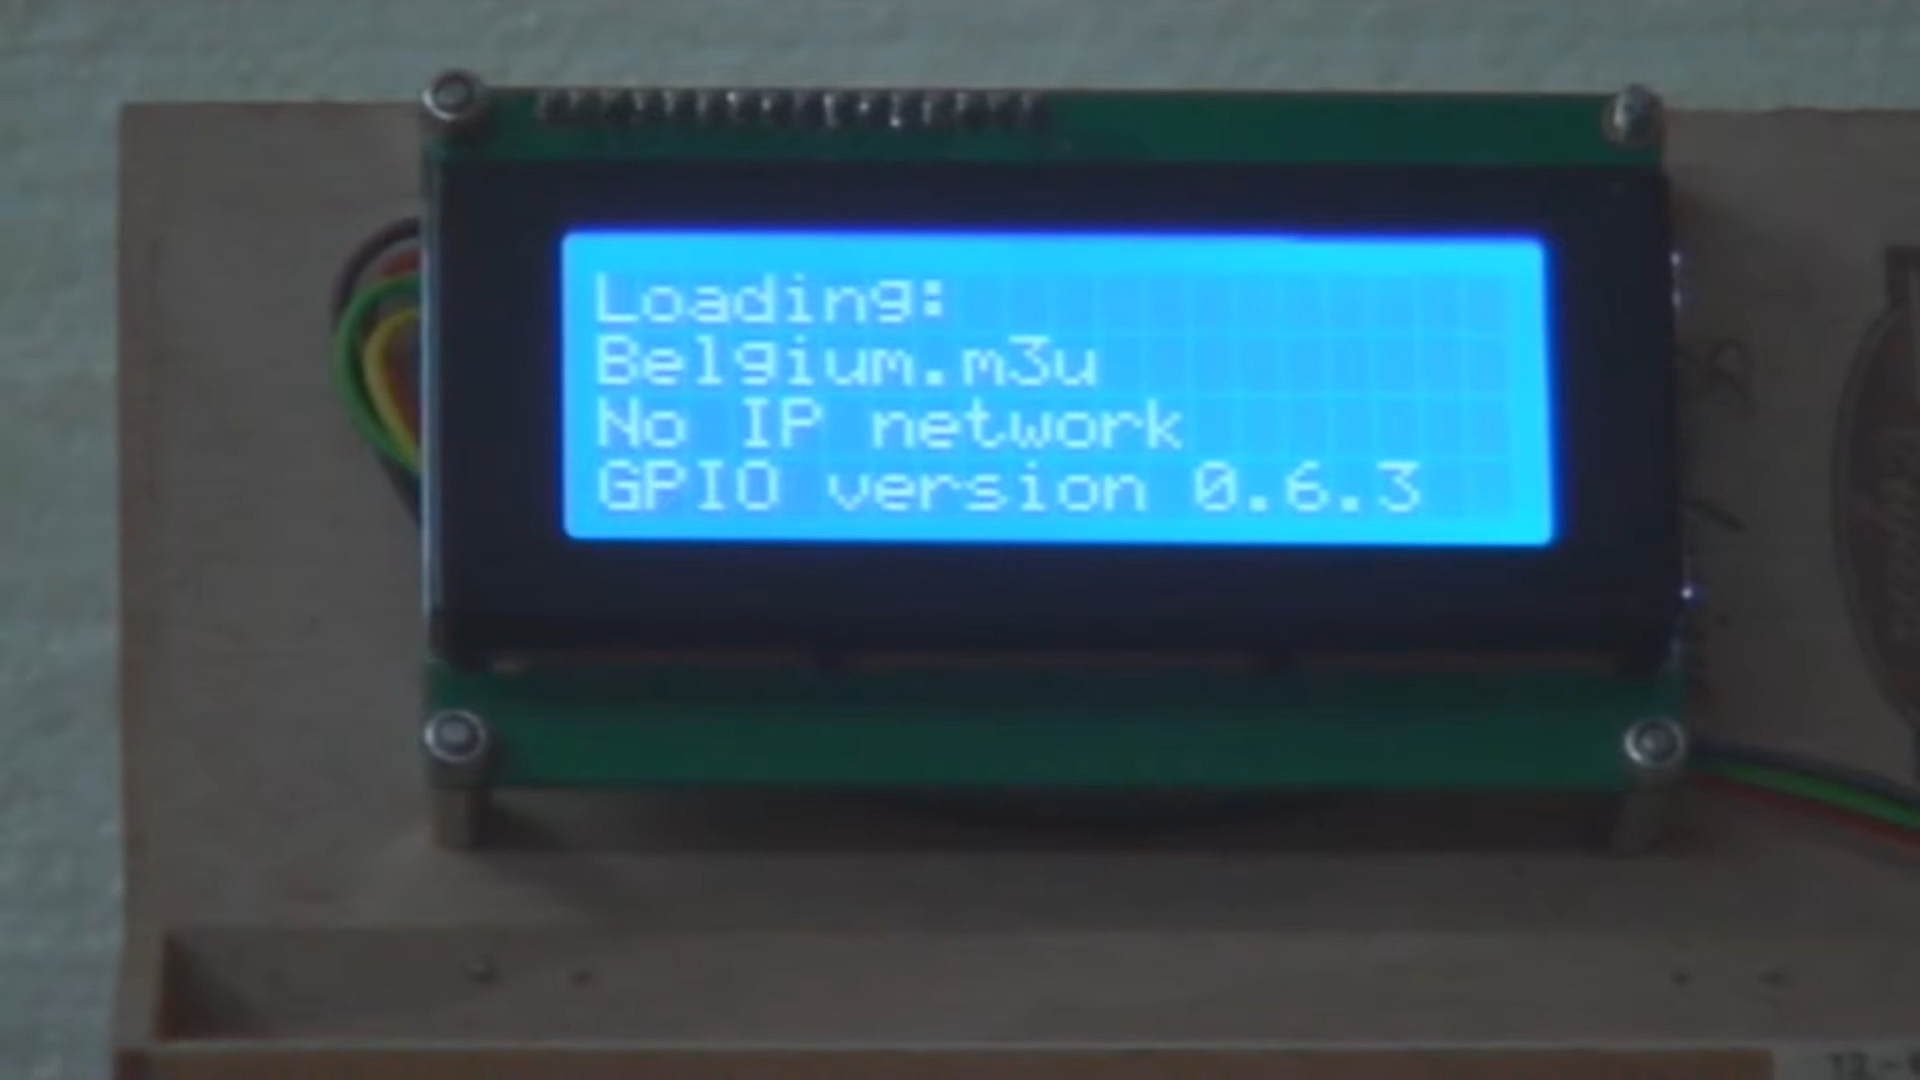 Loading:
Belgium.m3u
No IP network
GPIO version 0.6.3